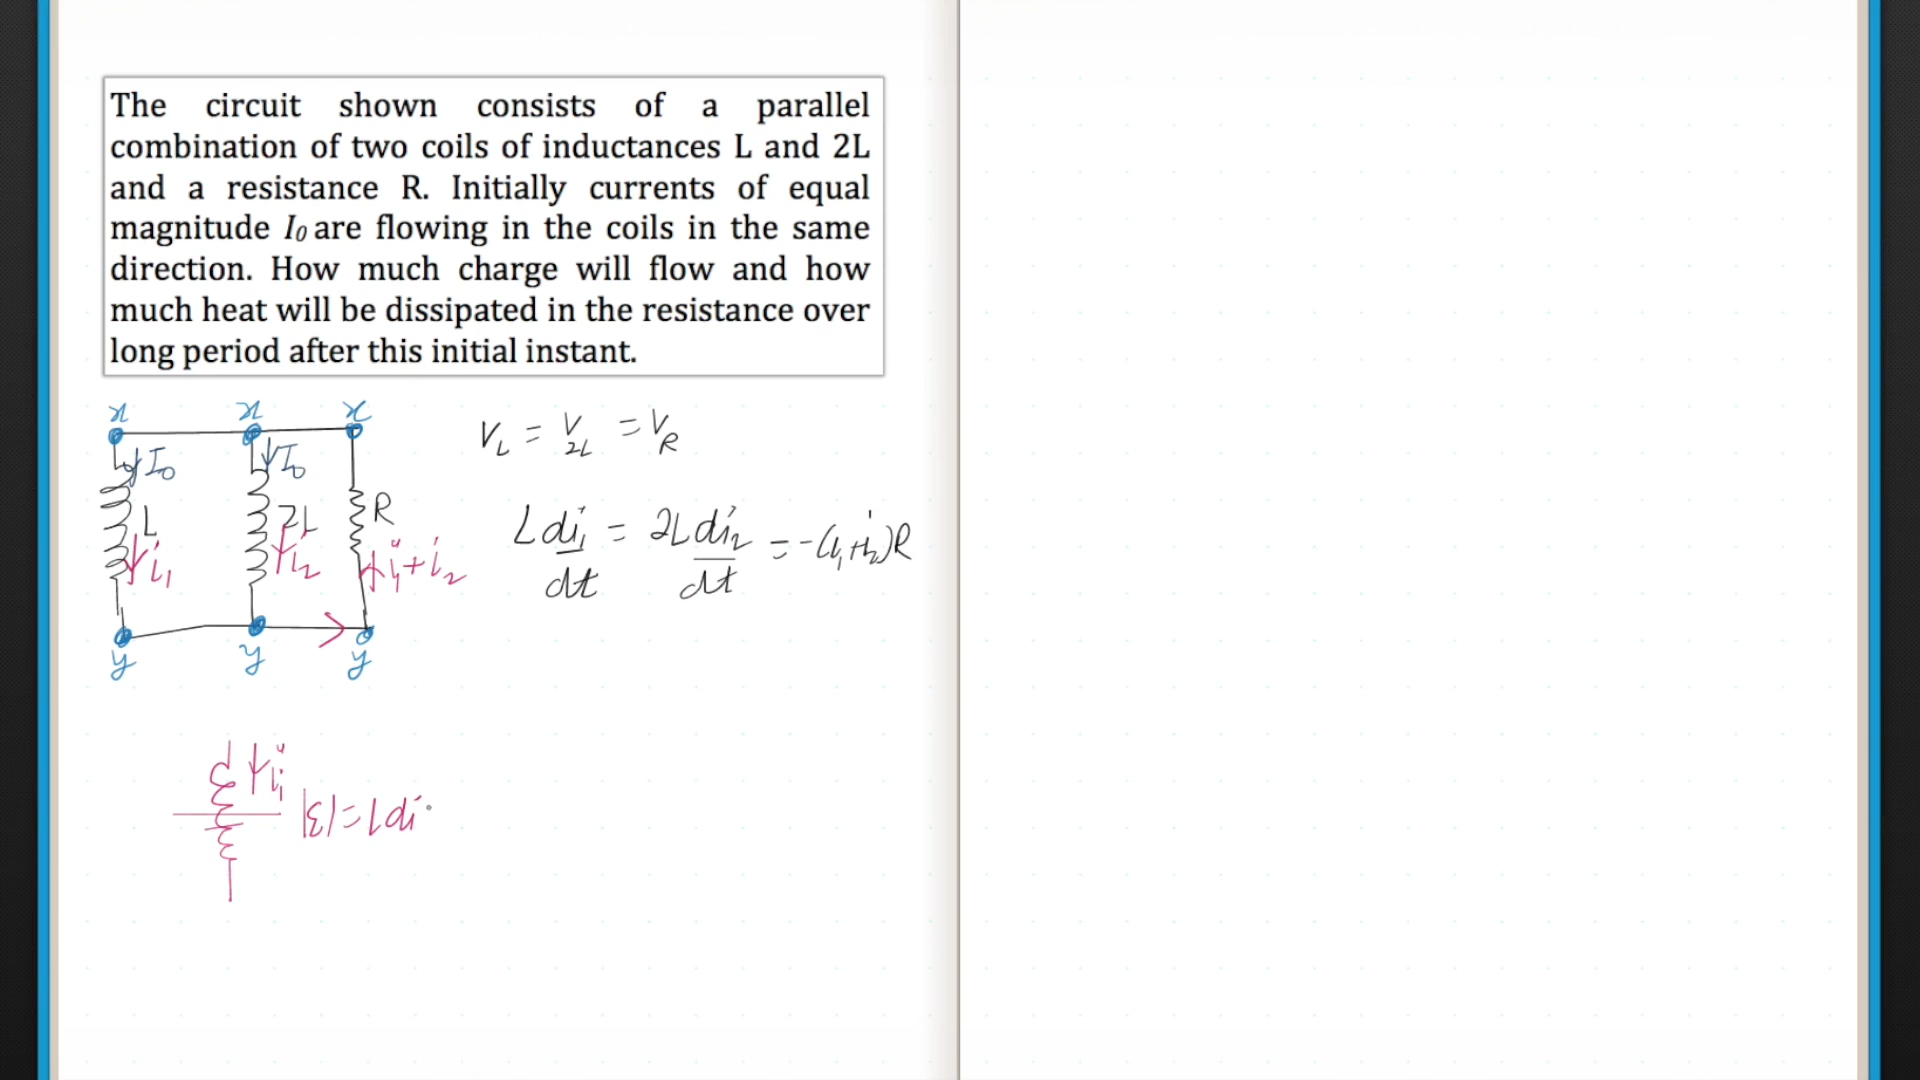 The circuit shown consists of a parallel
combination of two coils of inductances L and 2L
and a resistance R. Initially currents of equal
magnitude I₀ are flowing in the coils in the same
direction. How much charge will flow and how
much heat will be dissipated in the resistance over
long period after this initial instant.
x x x
I₀ I₀
L 2L R
i₁ i₂ i₁+i₂
y y y
V_L = V_2L = V_R
L di₁/dt = 2L di₂/dt = -(i₁+i₂)R
i₁
|ε| = L di